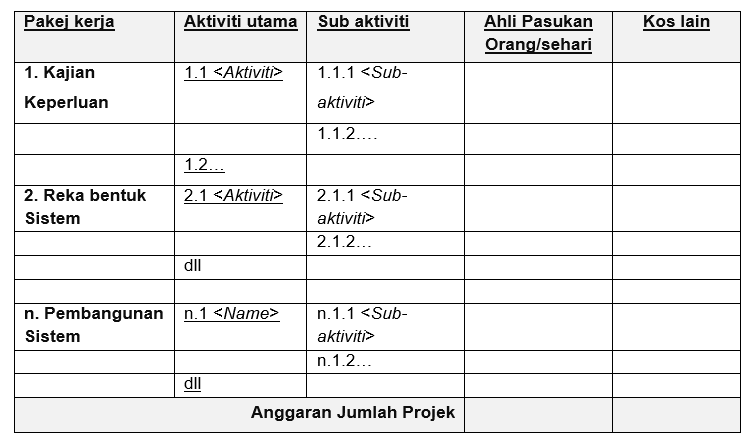 Pakej kerja Aktiviti utama Sub aktiviti Ahli Pasukan Orang/sehari Kos lain
1. Kajian Keperluan 1.1 <Aktiviti> 1.1.1 <Sub-aktiviti>
1.1.2….
1.2…
2. Reka bentuk Sistem 2.1 <Aktiviti> 2.1.1 <Sub-aktiviti>
2.1.2…
dll
n. Pembangunan Sistem n.1 <Name> n.1.1 <Sub-aktiviti>
n.1.2…
dll
Anggaran Jumlah Projek